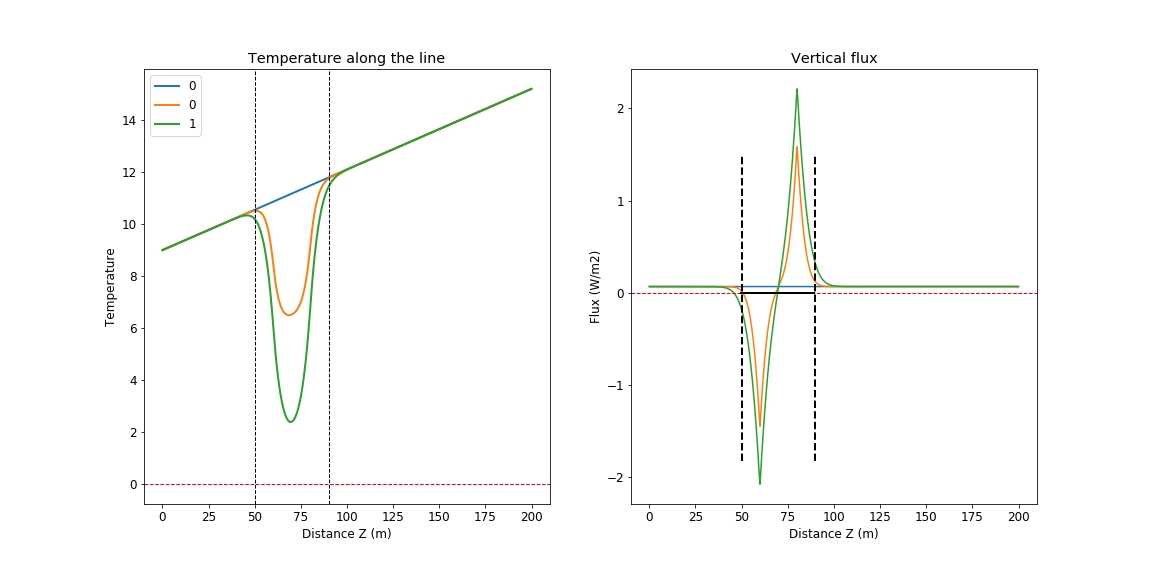 Temperature along the line
0
0
1
14
12
10
8
6
4
2
0
Temperature
0 25 50 75 100 125 150 175 200
Distance Z (m)
Vertical flux
2
1
0
−1
−2
Flux (W/m2)
0 25 50 75 100 125 150 175 200
Distance Z (m)